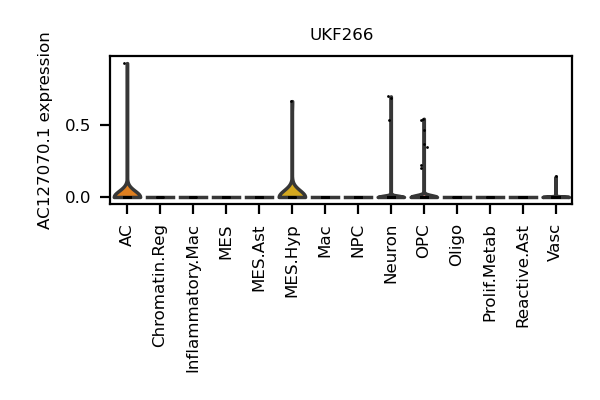 UKF266
AC127070.1 expression
0.5
0.0
AC
Chromatin.Reg
Inflammatory.Mac
MES
MES.Ast
MES.Hyp
Mac
NPC
Neuron
OPC
Oligo
Prolif.Metab
Reactive.Ast
Vasc